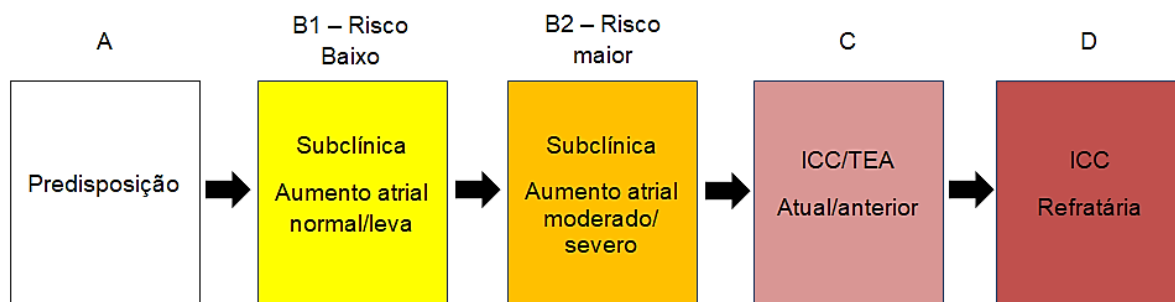 A
B1 – Risco
Baixo
B2 – Risco
maior
C
D
Predisposição
Subclínica
Aumento atrial
normal/leva
Subclínica
Aumento atrial
moderado/
severo
ICC/TEA
Atual/anterior
ICC
Refratária